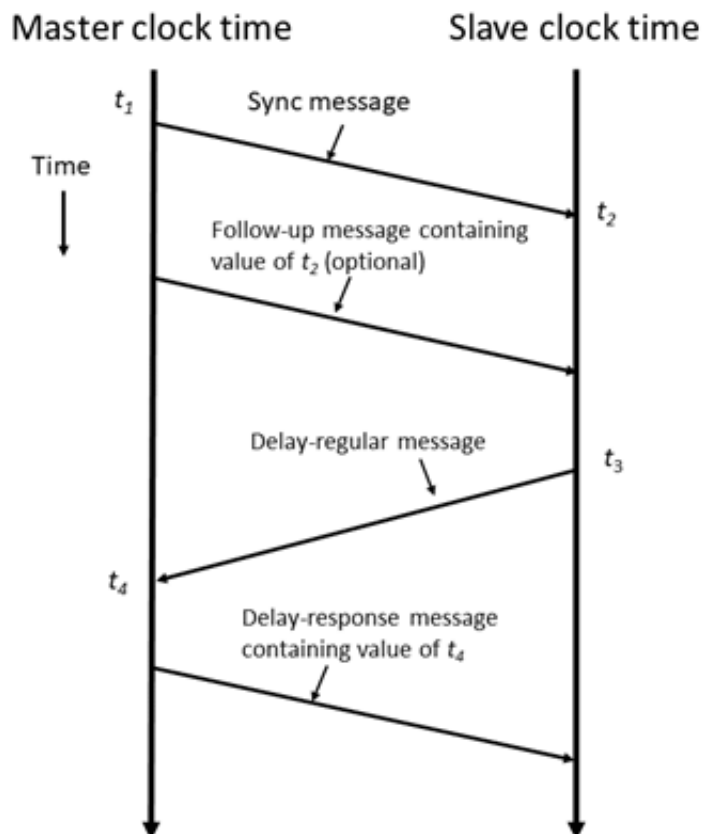 Master clock time
Slave clock time
t1
Sync message
Time
t2
Follow-up message containing
value of t2 (optional)
Delay-regular message
t3
t4
Delay-response message
containing value of t4